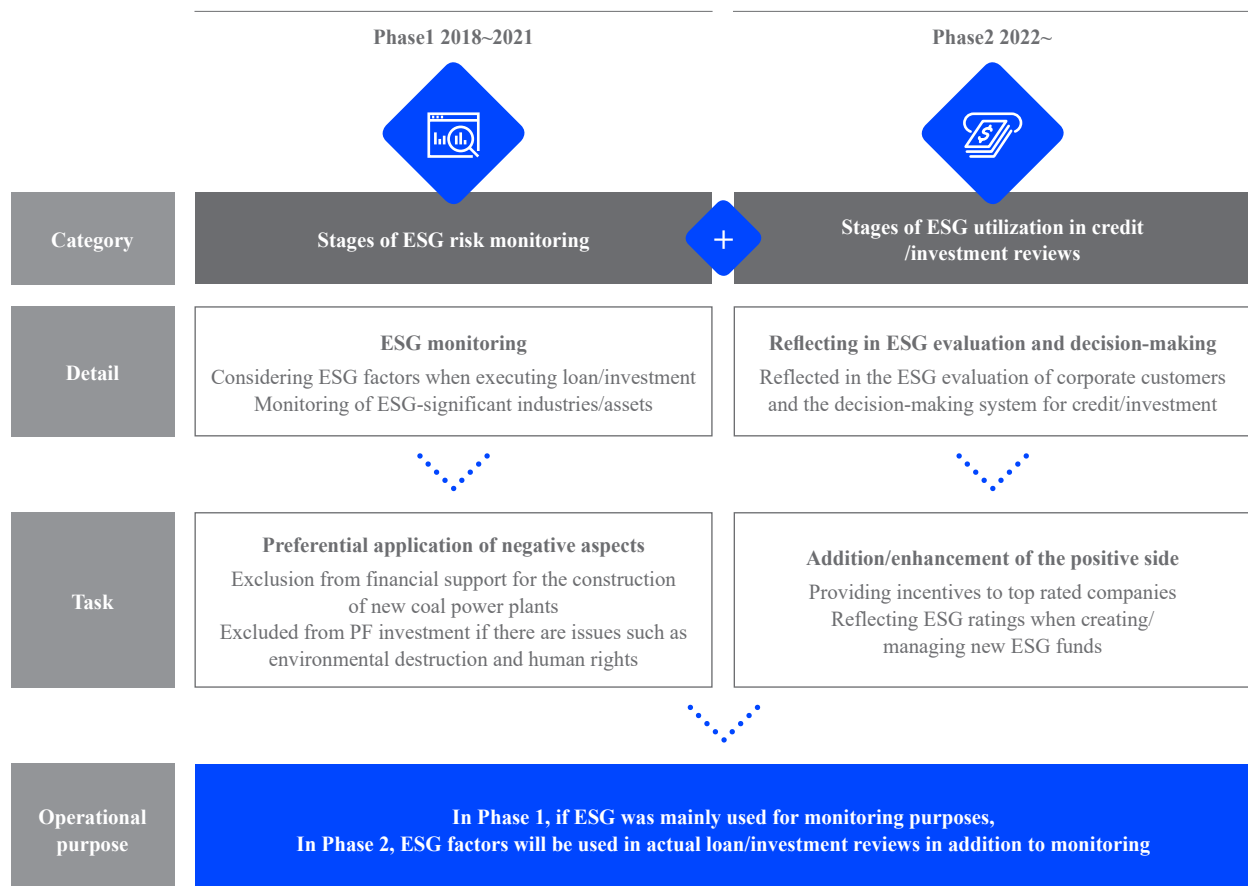 Phase1 2018~2021
Phase2 2022~
Category
Stages of ESG risk monitoring
+
Stages of ESG utilization in credit
/investment reviews
Detail
ESG monitoring
Considering ESG factors when executing loan/investment
Monitoring of ESG-significant industries/assets
Reflecting in ESG evaluation and decision-making
Reflected in the ESG evaluation of corporate customers
and the decision-making system for credit/investment
Task
Preferential application of negative aspects
Exclusion from financial support for the construction
of new coal power plants
Excluded from PF investment if there are issues such as
environmental destruction and human rights
Addition/enhancement of the positive side
Providing incentives to top rated companies
Reflecting ESG ratings when creating/
managing new ESG funds
Operational
purpose
In Phase 1, if ESG was mainly used for monitoring purposes,
In Phase 2, ESG factors will be used in actual loan/investment reviews in addition to monitoring